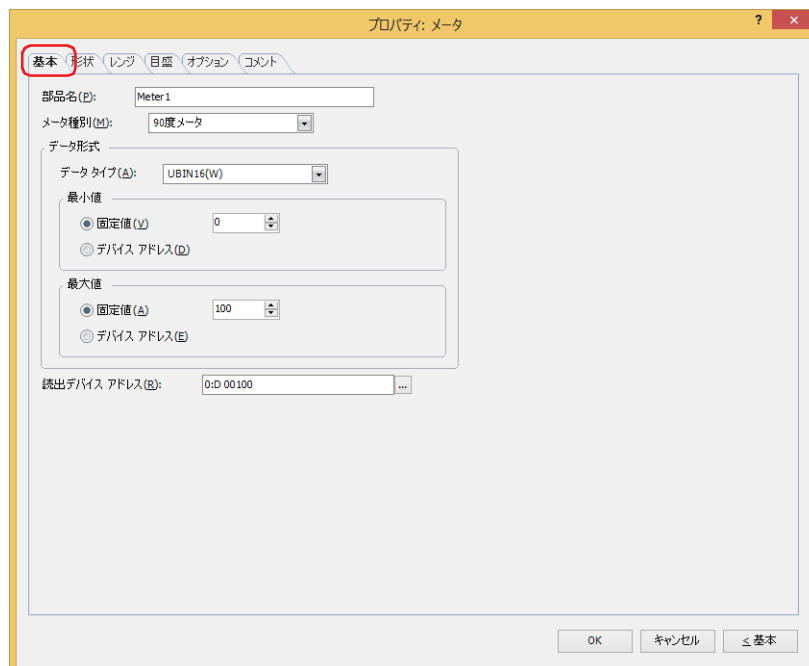 プロパティ: メータ
?
×
基本 形状 レンジ 目盛 オプション コメント
部品名(P): Meter1
メータ種別(M): 90度メータ
データ形式
データ タイプ(A): UBIN16(W)
最小値
固定値(V) 0
デバイス アドレス(D)
最大値
固定値(A) 100
デバイス アドレス(E)
読出デバイス アドレス(R): 0:D 00100 ...
OK キャンセル < 基本